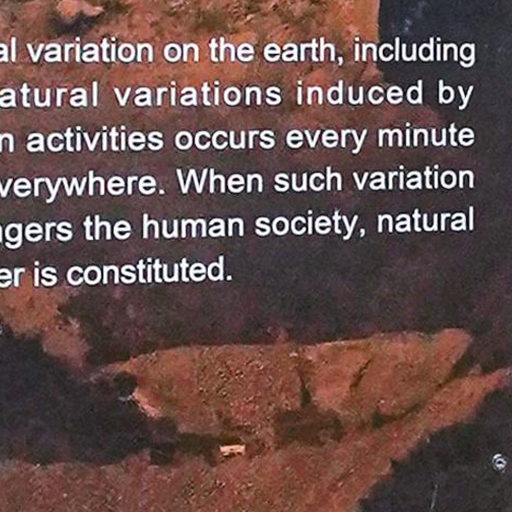 al variation on the earth, including
atural variations induced by
n activities occurs every minute
verywhere. When such variation
gers the human society, natural
er is constituted.